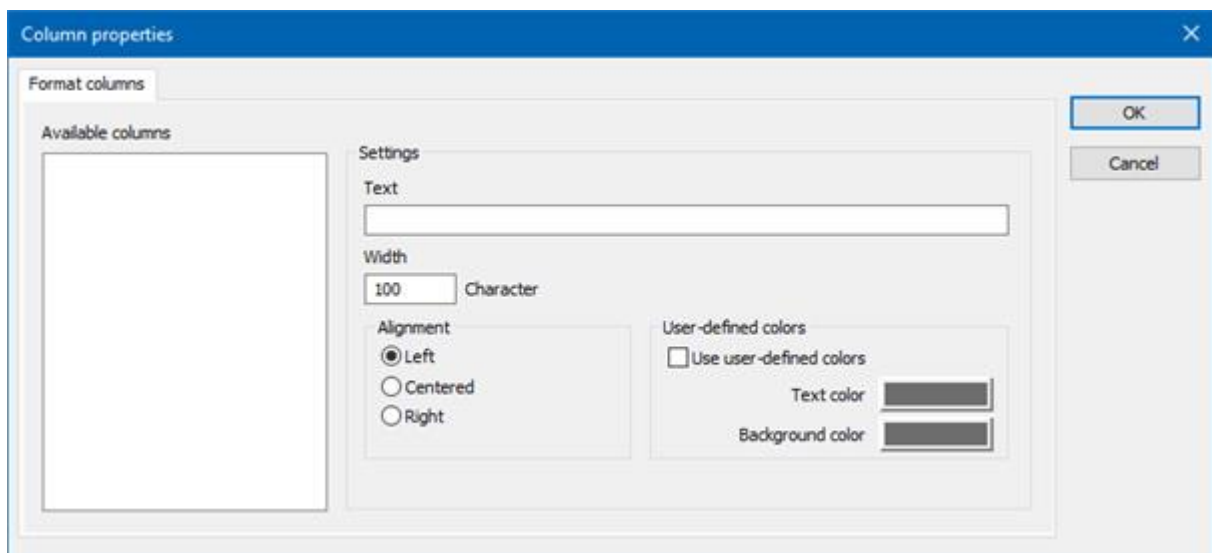 Column properties
Format columns
OK
Cancel
Available columns
Settings
Text
Width
100 Character
Alignment
Left
Centered
Right
User-defined colors
Use user-defined colors
Text color
Background color